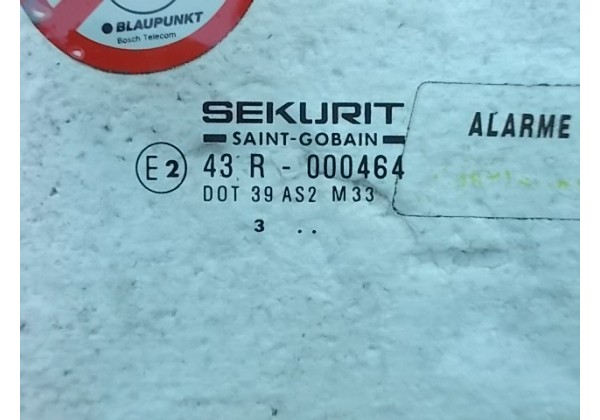 BLAUPUNKT
Bosch Telecom
SEKURIT
SAINT-GOBAIN
ALARME
E2 43 R - 000464
DOT 39 AS2 M33
3 ..